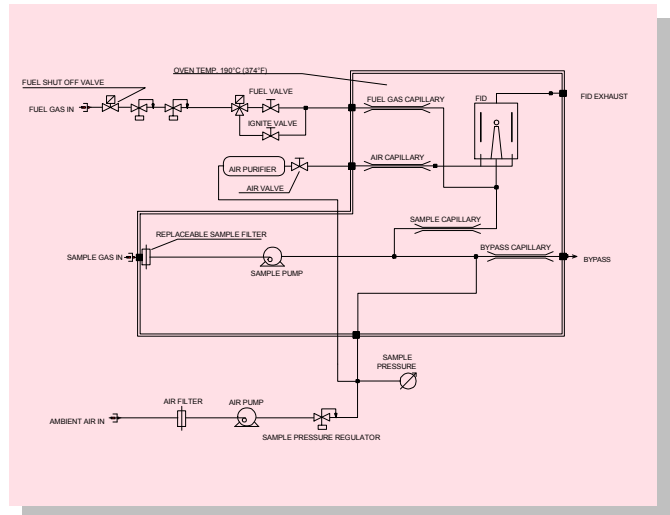 OVEN TEMP. 190°C (374°F)
FUEL SHUT OFF VALVE
FUEL VALVE
FUEL GAS IN
FUEL GAS CAPILLARY
FID
FID EXHAUST
IGNITE VALVE
AIR PURIFIER
AIR CAPILLARY
AIR VALVE
SAMPLE CAPILLARY
REPLACEABLE SAMPLE FILTER
BYPASS CAPILLARY
SAMPLE GAS IN
BYPASS
SAMPLE PUMP
SAMPLE
PRESSURE
AIR FILTER
AIR PUMP
AMBIENT AIR IN
SAMPLE PRESSURE REGULATOR